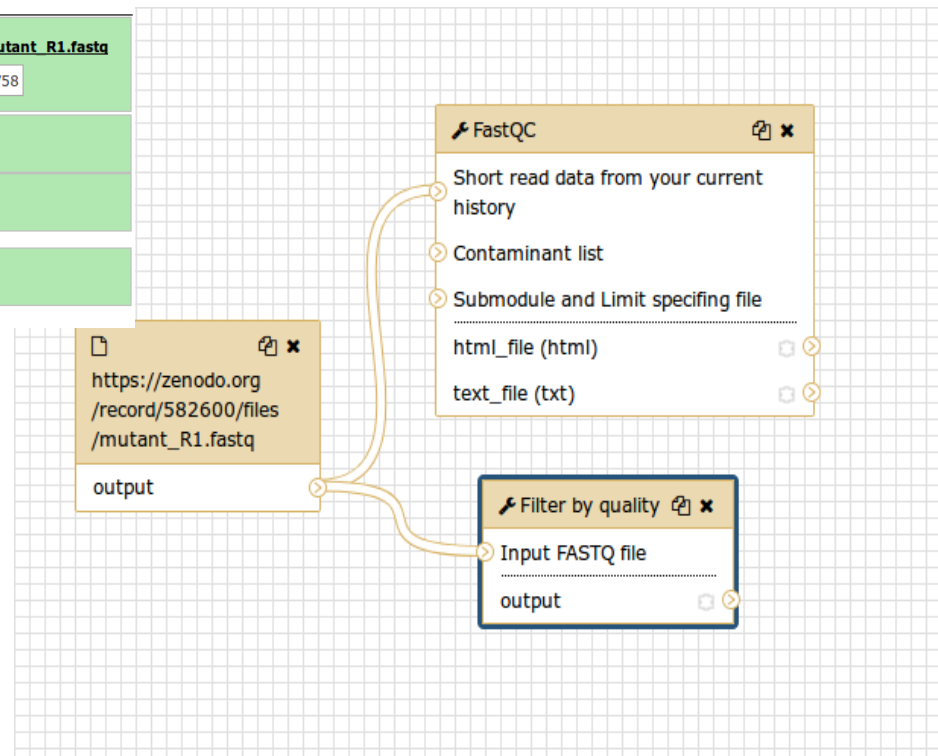 utant_R1.fastq
/58
FastQC
Short read data from your current
history
Contaminant list
Submodule and Limit specifing file
html_file (html)
text_file (txt)
https://zenodo.org
/record/582600/files
/mutant_R1.fastq
output
Filter by quality
Input FASTQ file
output